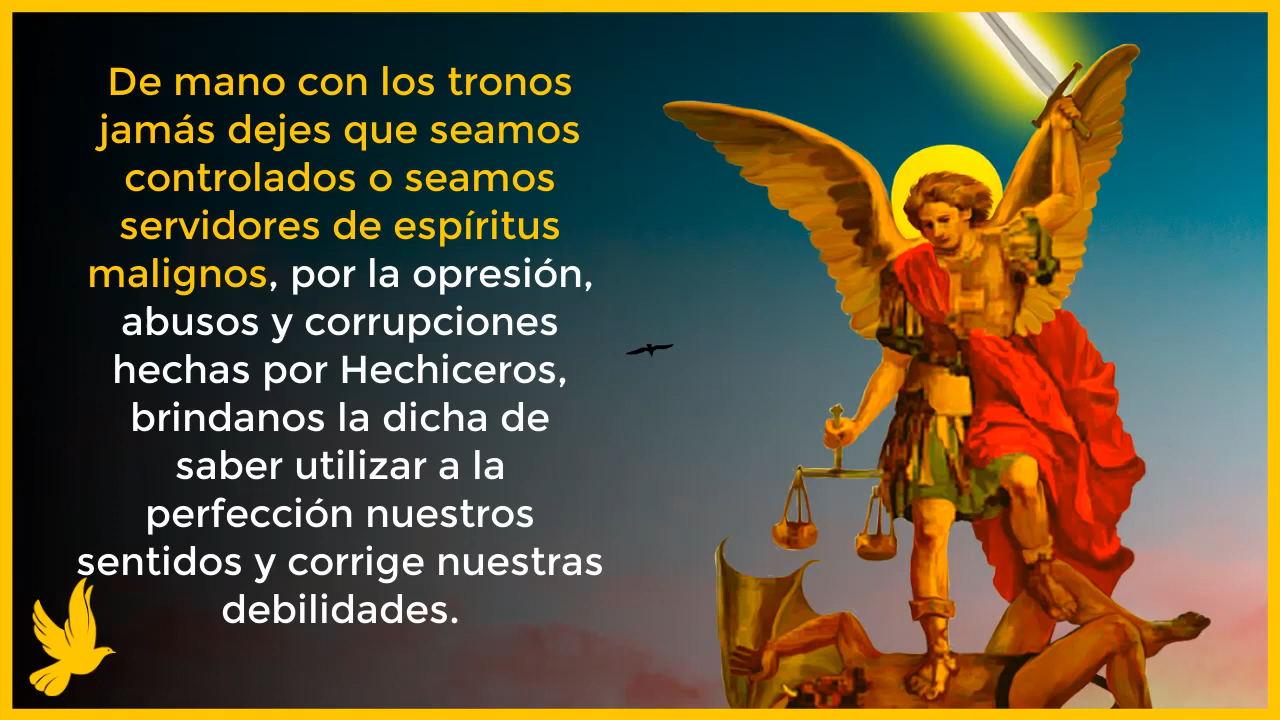 De mano con los tronos
jamás dejes que seamos
controlados o seamos
servidores de espíritus
malignos, por la opresión,
abusos y corrupciones
hechas por Hechiceros,
brindanos la dicha de
saber utilizar a la
perfección nuestros
sentidos y corrige nuestras
debilidades.